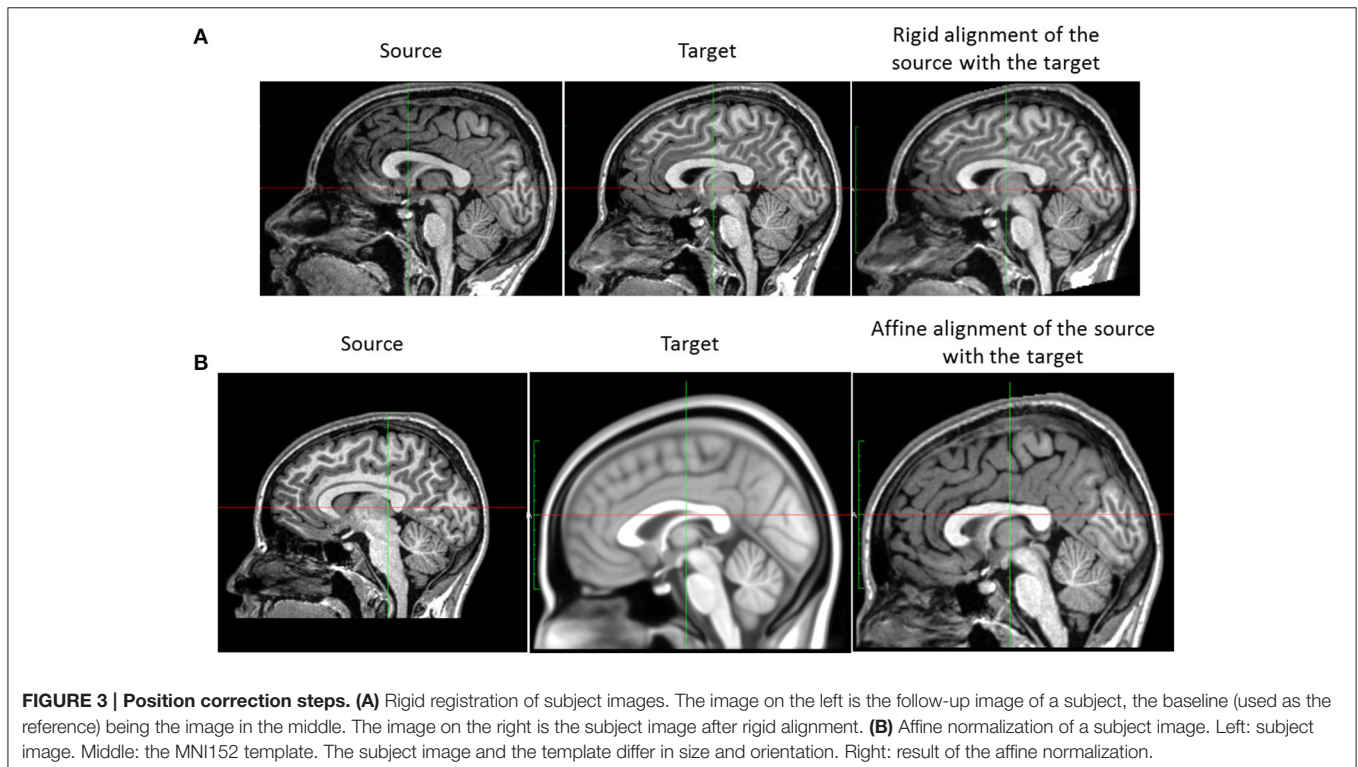 A
Source
Target
Rigid alignment of the
source with the target
B
Source
Target
Affine alignment of the source
with the target
FIGURE 3 | Position correction steps. (A) Rigid registration of subject images. The image on the left is the follow-up image of a subject, the baseline (used as the
reference) being the image in the middle. The image on the right is the subject image after rigid alignment. (B) Affine normalization of a subject image. Left: subject
image. Middle: the MNI152 template. The subject image and the template differ in size and orientation. Right: result of the affine normalization.